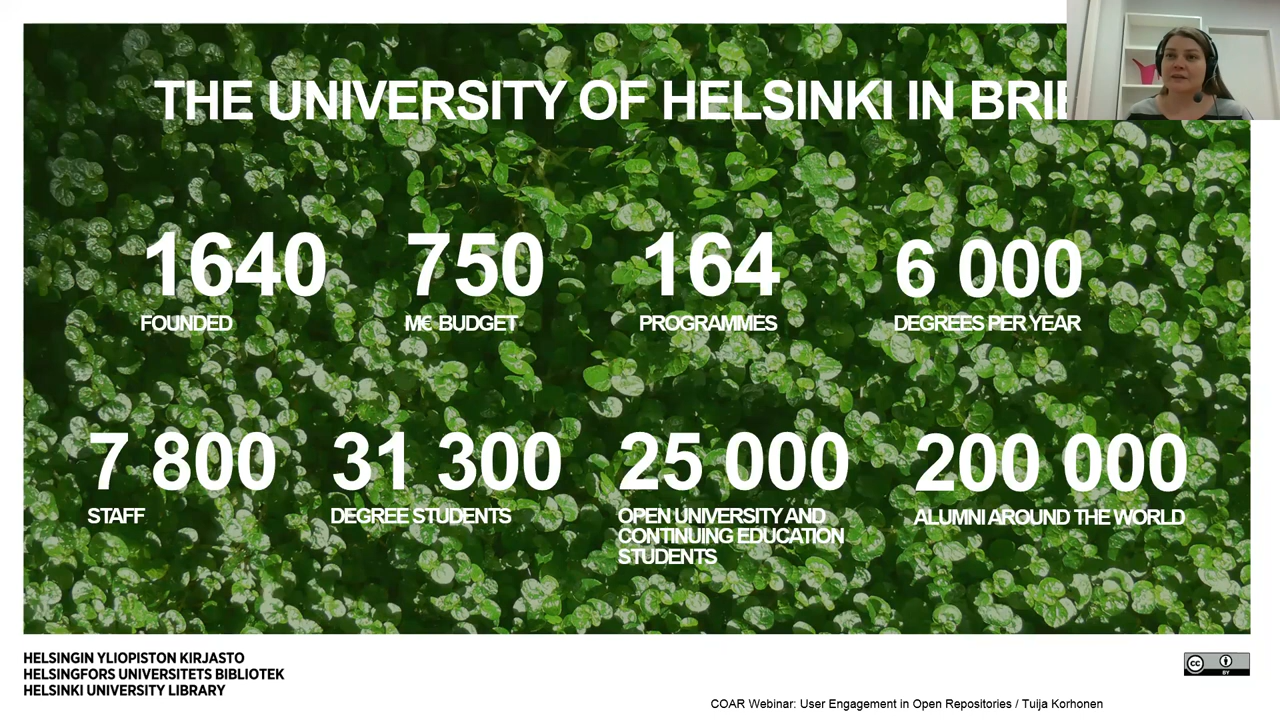 THE UNIVERSITY OF HELSINKI IN
1640 750 164 6 000
FOUNDED M€ BUDGET PROGRAMMES DEGREES PER YEAR
7 800 31 300 25 000 200 000
STAFF DEGREE STUDENTS OPEN UNIVERSITY AND ALUMNI AROUND THE WORLD
CONTINUING EDUCATION
STUDENTS
HELSINGIN YLIOPISTON KIRJASTO
HELSINGFORS UNIVERSITETS BIBLIOTEK
HELSINKI UNIVERSITY LIBRARY
cc BY
COAR Webinar: User Engagement in Open Repositories / Tuija Korhonen